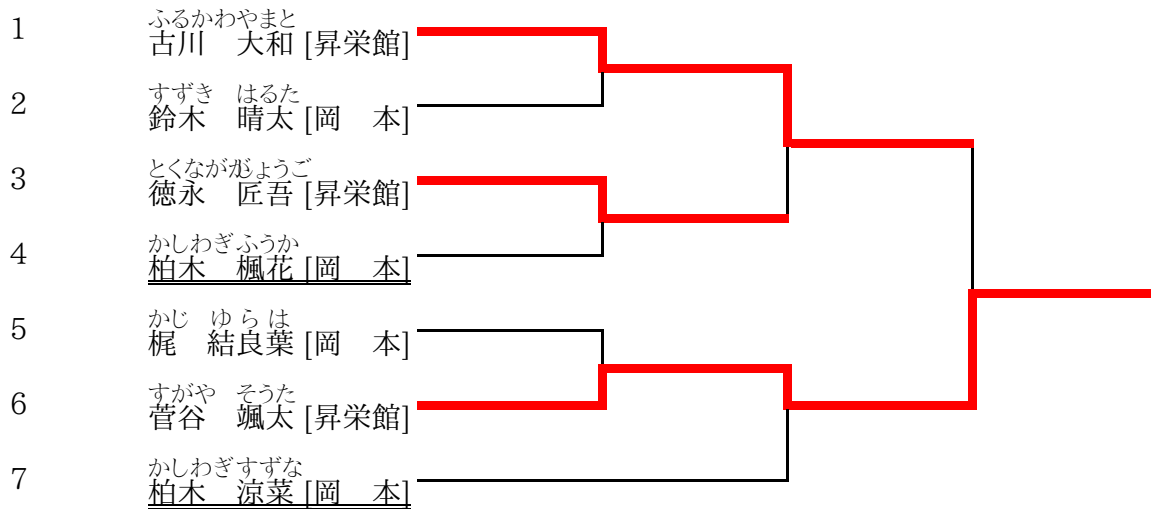 1
ふるかわやまと
古川　大和 [昇栄館]
2
すずき　はるた
鈴木　晴太 [岡　本]
3
とくながが じょうご
徳永　匠吾 [昇栄館]
4
かしわぎふうか
柏木　楓花 [岡　本]
5
かじ　ゆ ら は
梶　結良葉 [岡　本]
6
すがや　そうた
菅谷　颯太 [昇栄館]
7
かしわぎすずな
柏木　涼菜 [岡　本]